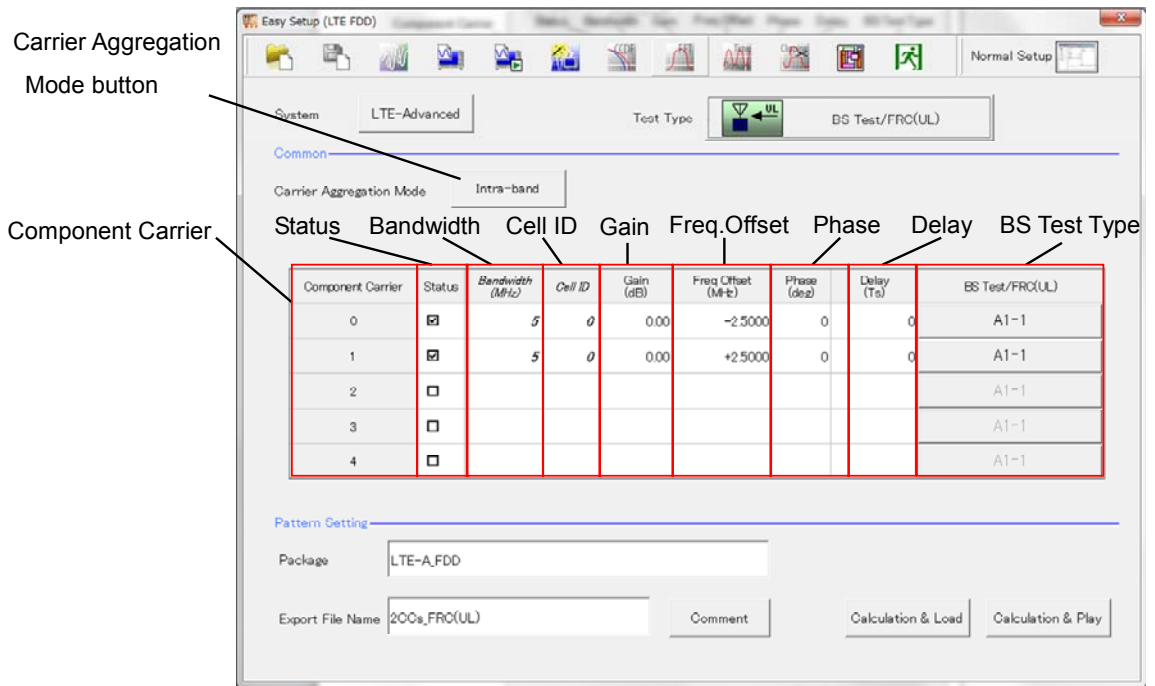 Easy Setup (LTE FDD)
Carrier Aggregation
Mode button
Normal Setup
System
LTE-Advanced
Test Type
UL
BS Test/FRC(UL)
Common
Carrier Aggregation Mode
Intra-band
Component Carrier
Status Bandwidth Cell ID Gain Freq.Offset Phase Delay BS Test Type
Component Carrier Status Bandwidth (MHz) Cell ID Gain (dB) Freq Offset (MHz) Phase (deg) Delay (Ts) BS Test/FRC(UL)
0 5 0 0.00 -2.5000 0 0 A1-1
1 5 0 0.00 +2.5000 0 0 A1-1
2 A1-1
3 A1-1
4 A1-1
Pattern Setting
Package
LTE-A_FDD
Export File Name
2CCs_FRC(UL)
Comment
Calculation & Load
Calculation & Play